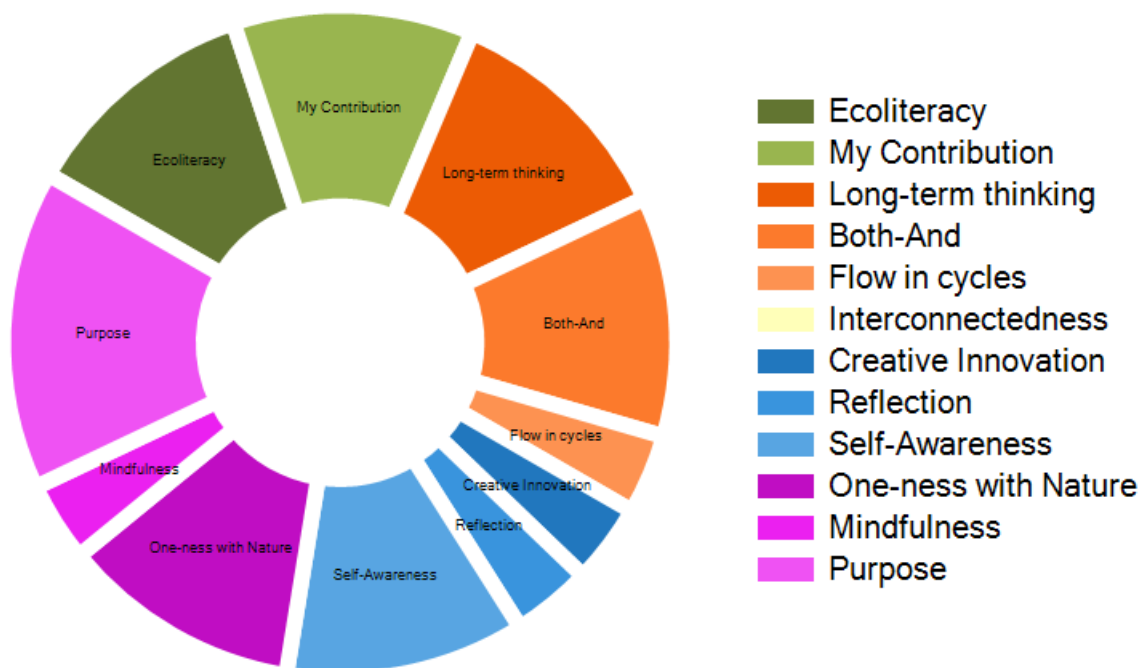 My Contribution
Ecoliteracy
Long-term thinking
Purpose
Both-And
Flow in cycles
Mindfulness
Creative Innovation
Reflection
One-ness with Nature
Self-Awareness
Ecoliteracy
My Contribution
Long-term thinking
Both-And
Flow in cycles
Interconnectedness
Creative Innovation
Reflection
Self-Awareness
One-ness with Nature
Mindfulness
Purpose